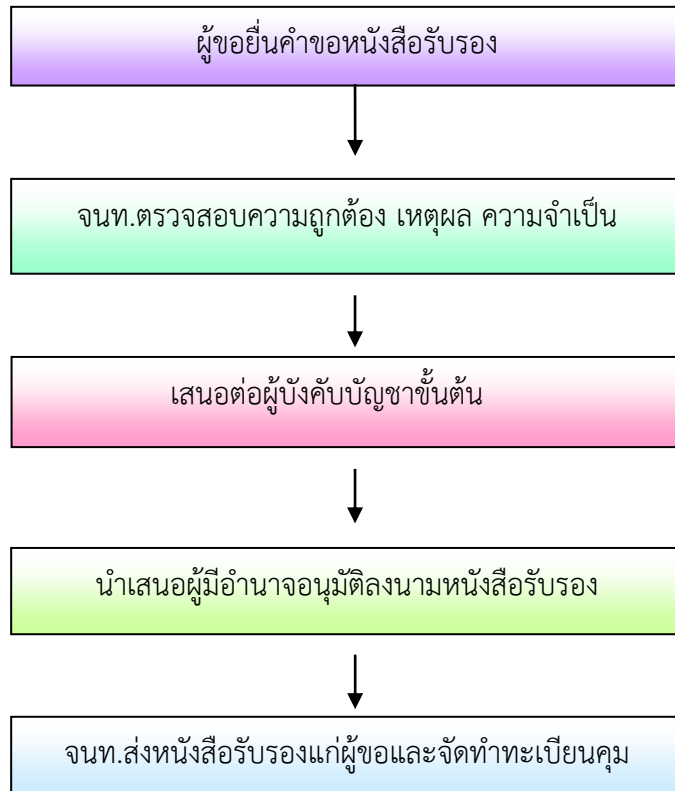 ผู้ขอยื่นคำขอหนังสือรับรอง
จนท.ตรวจสอบความถูกต้อง เหตุผล ความจำเป็น
เสนอต่อผู้บังคับบัญชาขั้นต้น
นำเสนอผู้มีอำนาจอนุมัติลงนามหนังสือรับรอง
จนท.ส่งหนังสือรับรองแก่ผู้ขอและจัดทำทะเบียนคุม